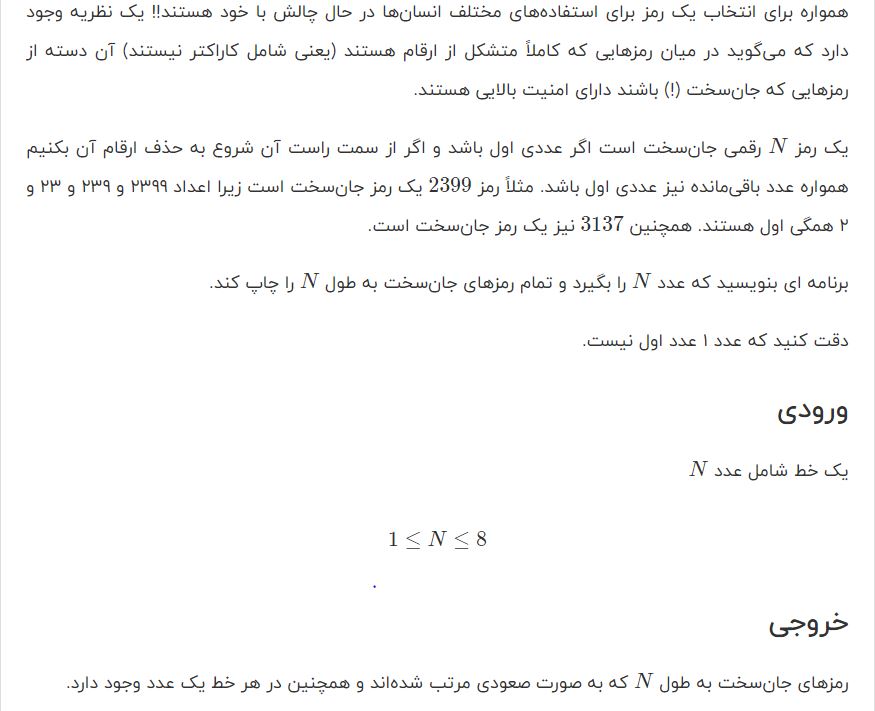 همواره برای انتخاب یک رمز برای استفاده‌های مختلف انسان‌ها در حال چالش با خود هستند!! یک نظریه وجود
دارد که می‌گوید در میان رمزهایی که کاملاً متشکل از ارقام هستند (یعنی شامل کاراکتر نیستند) آن دسته از
رمزهایی که جان‌سخت (!) باشند دارای امنیت بالایی هستند.
یک رمز N رقمی جان‌سخت است اگر عددی اول باشد و اگر از سمت راست آن شروع به حذف ارقام آن بکنیم
همواره عدد باقی‌مانده نیز عددی اول باشد. مثلاً رمز 2399 یک رمز جان‌سخت است زیرا اعداد ۲۳۹۹ و ۲۳۹ و ۲۳ و
۲ همگی اول هستند. همچنین 3137 نیز یک رمز جان‌سخت است.
برنامه ای بنویسید که عدد N را بگیرد و تمام رمزهای جان‌سخت به طول N را چاپ کند.
دقت کنید که عدد ۱ عدد اول نیست.
ورودی
یک خط شامل عدد N
1 ≤ N ≤ 8
.
خروجی
رمزهای جان‌سخت به طول N که به صورت صعودی مرتب شده‌اند و همچنین در هر خط یک عدد وجود دارد.